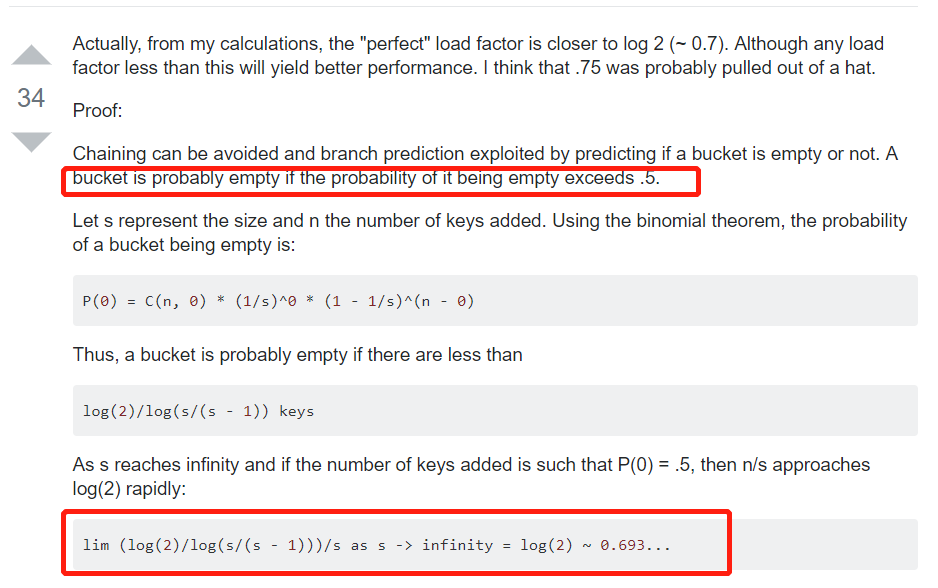 Actually, from my calculations, the "perfect" load factor is closer to log 2 (~ 0.7). Although any load
factor less than this will yield better performance. I think that .75 was probably pulled out of a hat.
34
Proof:
Chaining can be avoided and branch prediction exploited by predicting if a bucket is empty or not. A
bucket is probably empty if the probability of it being empty exceeds .5.
Let s represent the size and n the number of keys added. Using the binomial theorem, the probability
of a bucket being empty is:
P(0) = C(n, 0) * (1/s)^0 * (1 - 1/s)^(n - 0)
Thus, a bucket is probably empty if there are less than
log(2)/log(s/(s - 1)) keys
As s reaches infinity and if the number of keys added is such that P(0) = .5, then n/s approaches
log(2) rapidly:
lim (log(2)/log(s/(s - 1)))/s as s -> infinity = log(2) ~ 0.693...